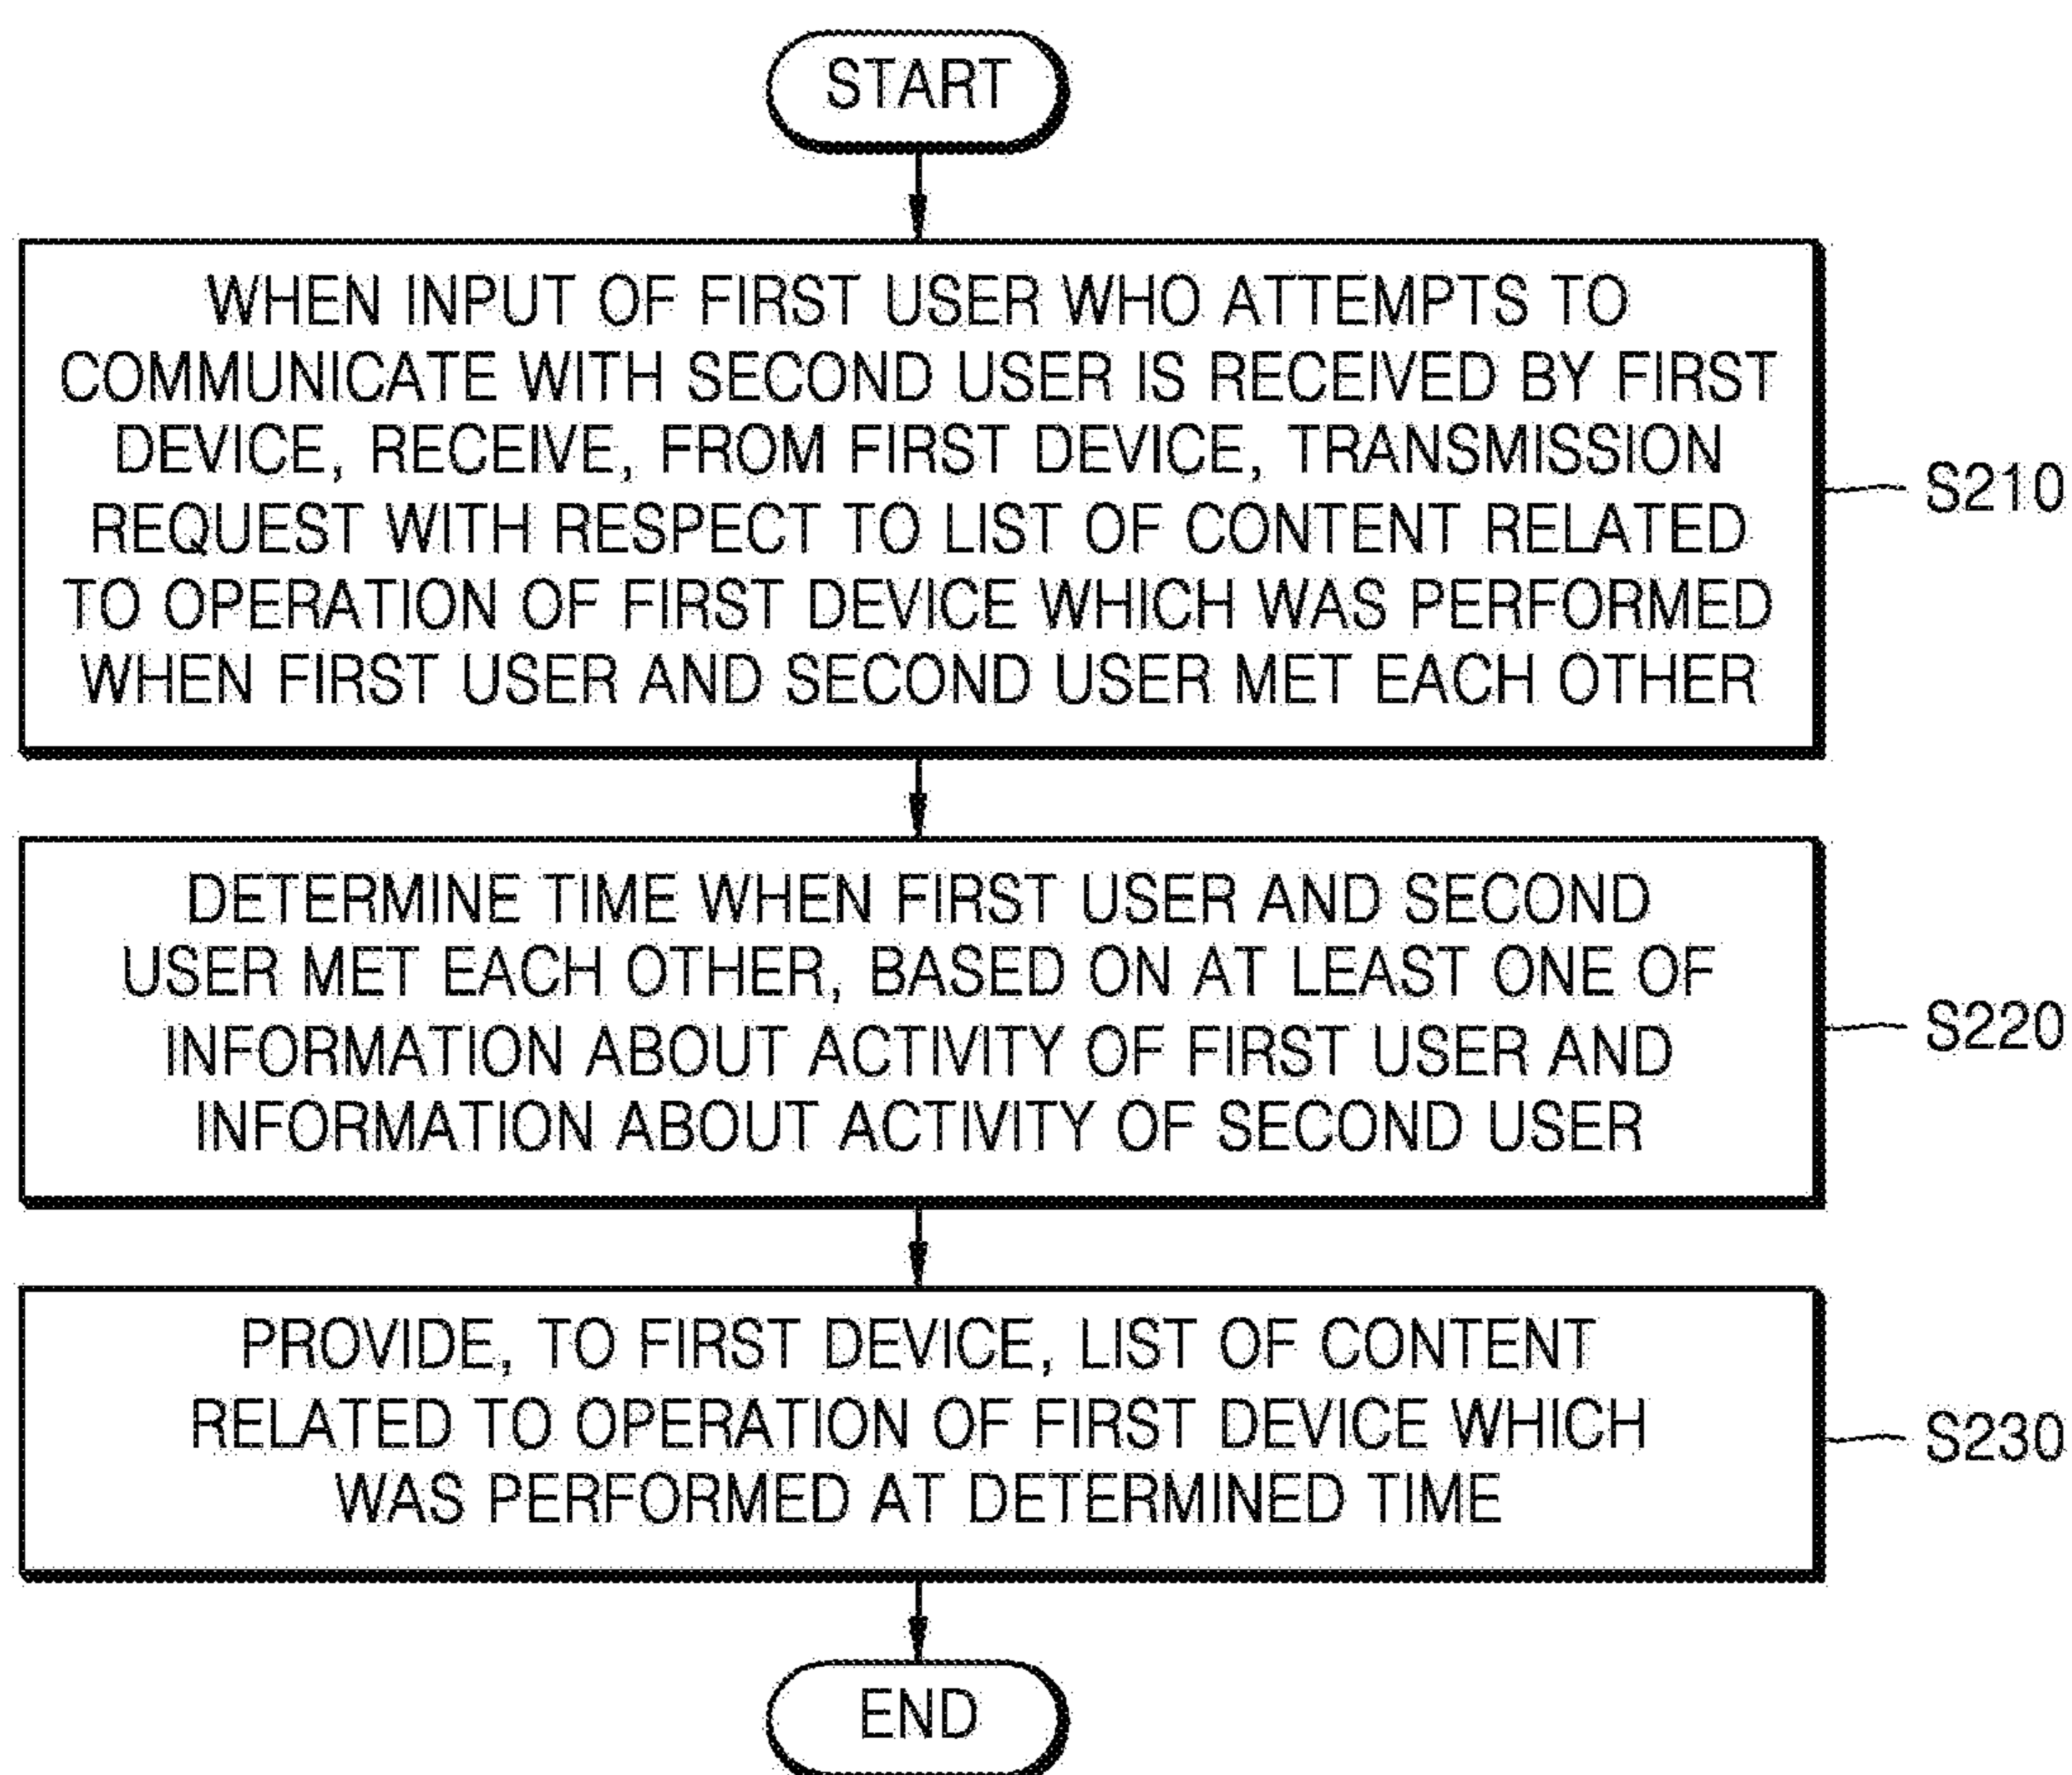 START
WHEN INPUT OF FIRST USER WHO ATTEMPTS TO
COMMUNICATE WITH SECOND USER IS RECEIVED BY FIRST
DEVICE, RECEIVE, FROM FIRST DEVICE, TRANSMISSION
REQUEST WITH RESPECT TO LIST OF CONTENT RELATED
TO OPERATION OF FIRST DEVICE WHICH WAS PERFORMED
WHEN FIRST USER AND SECOND USER MET EACH OTHER
S210
DETERMINE TIME WHEN FIRST USER AND SECOND
USER MET EACH OTHER, BASED ON AT LEAST ONE OF
INFORMATION ABOUT ACTIVITY OF FIRST USER AND
INFORMATION ABOUT ACTIVITY OF SECOND USER
S220
PROVIDE, TO FIRST DEVICE, LIST OF CONTENT
RELATED TO OPERATION OF FIRST DEVICE WHICH
WAS PERFORMED AT DETERMINED TIME
S230
END